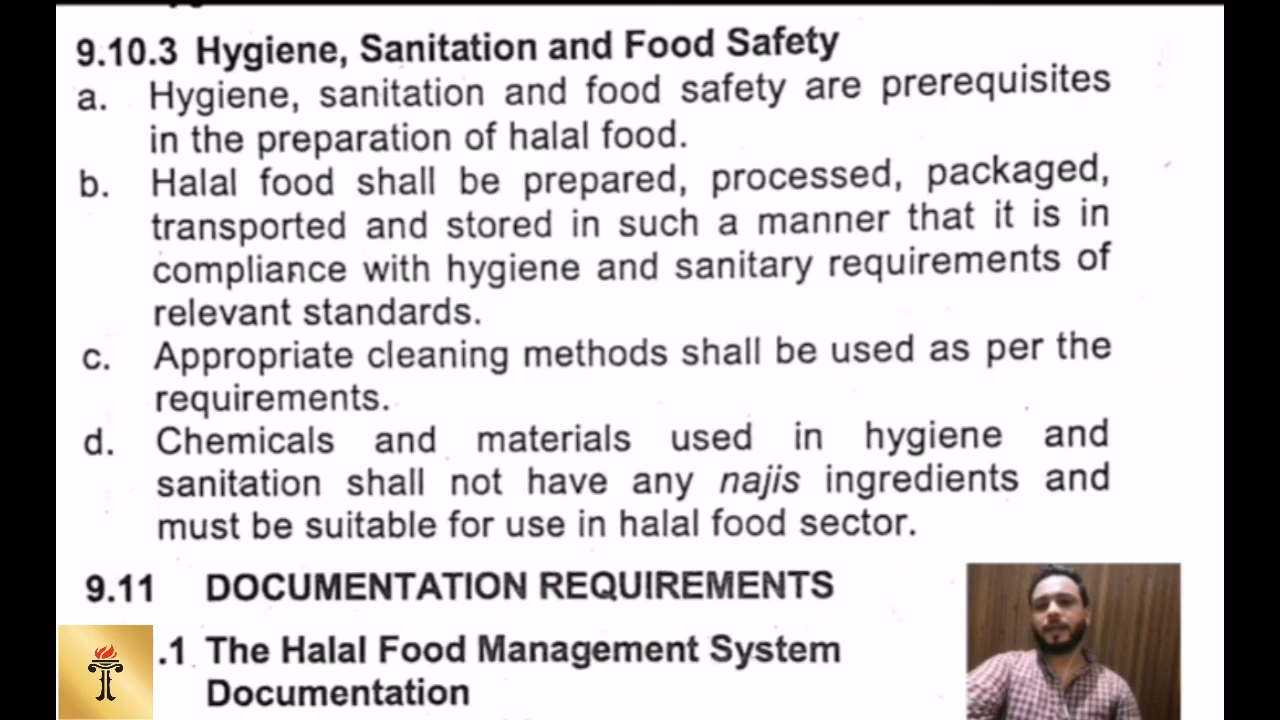 9.10.3 Hygiene, Sanitation and Food Safety
a. Hygiene, sanitation and food safety are prerequisites
in the preparation of halal food.
b. Halal food shall be prepared, processed, packaged,
transported and stored in such a manner that it is in
compliance with hygiene and sanitary requirements of
relevant standards.
c. Appropriate cleaning methods shall be used as per the
requirements.
d. Chemicals and materials used in hygiene and
sanitation shall not have any najis ingredients and
must be suitable for use in halal food sector.
9.11 DOCUMENTATION REQUIREMENTS
.1 The Halal Food Management System
Documentation